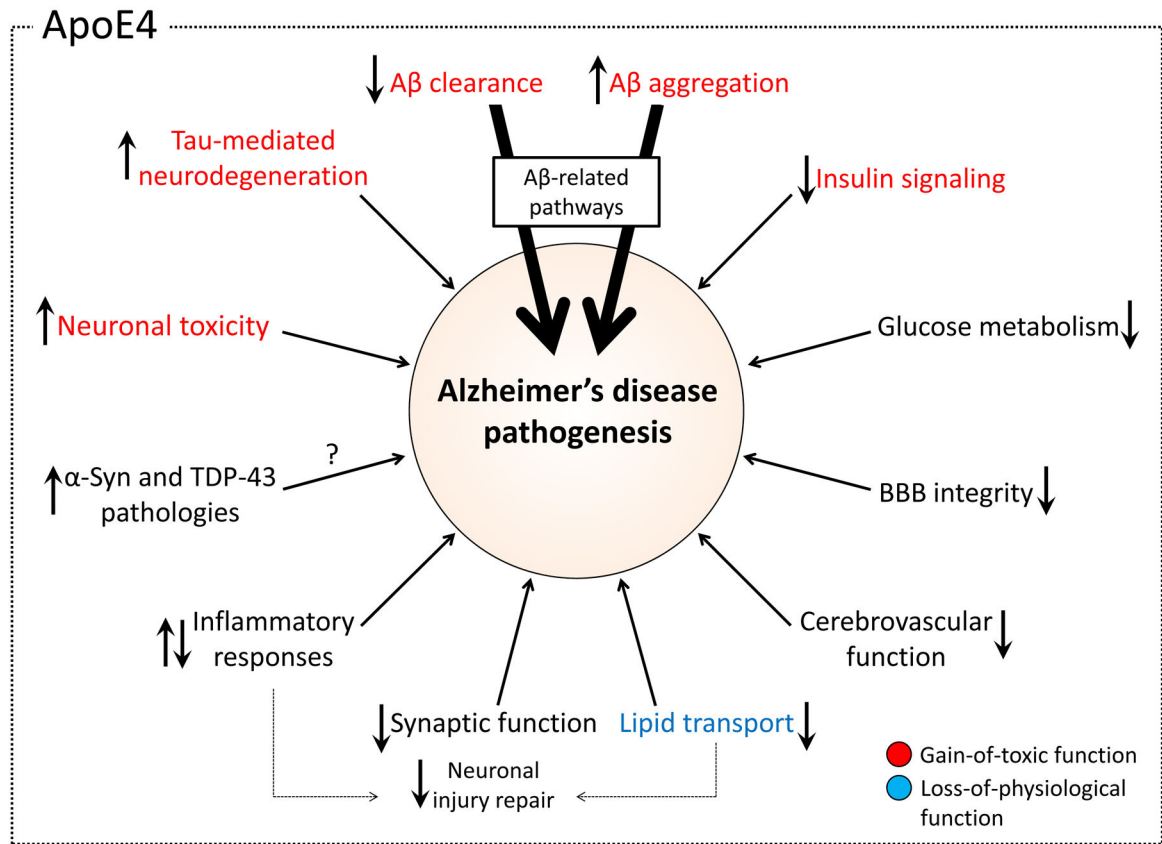 ApoE4
Aβ clearance
Aβ aggregation
Tau-mediated
neurodegeneration
Aβ-related
pathways
Insulin signaling
Neuronal toxicity
Glucose metabolism
Alzheimer’s disease
pathogenesis
?
α-Syn and TDP-43
pathologies
BBB integrity
Inflammatory
responses
Cerebrovascular
function
Synaptic function
Lipid transport
Neuronal
injury repair
Gain-of-toxic function
Loss-of-physiological
function